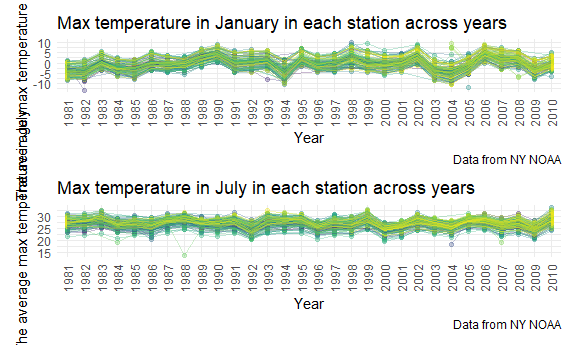 Max temperature in January in each station across years
max temperature
10
5
0
-5
-10
1981 1982 1983 1984 1985 1986 1987 1988 1989 1990 1991 1992 1993 1994 1995 1996 1997 1998 1999 2000 2001 2002 2003 2004 2005 2006 2007 2008 2009 2010
Year
Data from NY NOAA
Max temperature in July in each station across years
average max temperature
30
25
20
15
1981 1982 1983 1984 1985 1986 1987 1988 1989 1990 1991 1992 1993 1994 1995 1996 1997 1998 1999 2000 2001 2002 2003 2004 2005 2006 2007 2008 2009 2010
Year
Data from NY NOAA